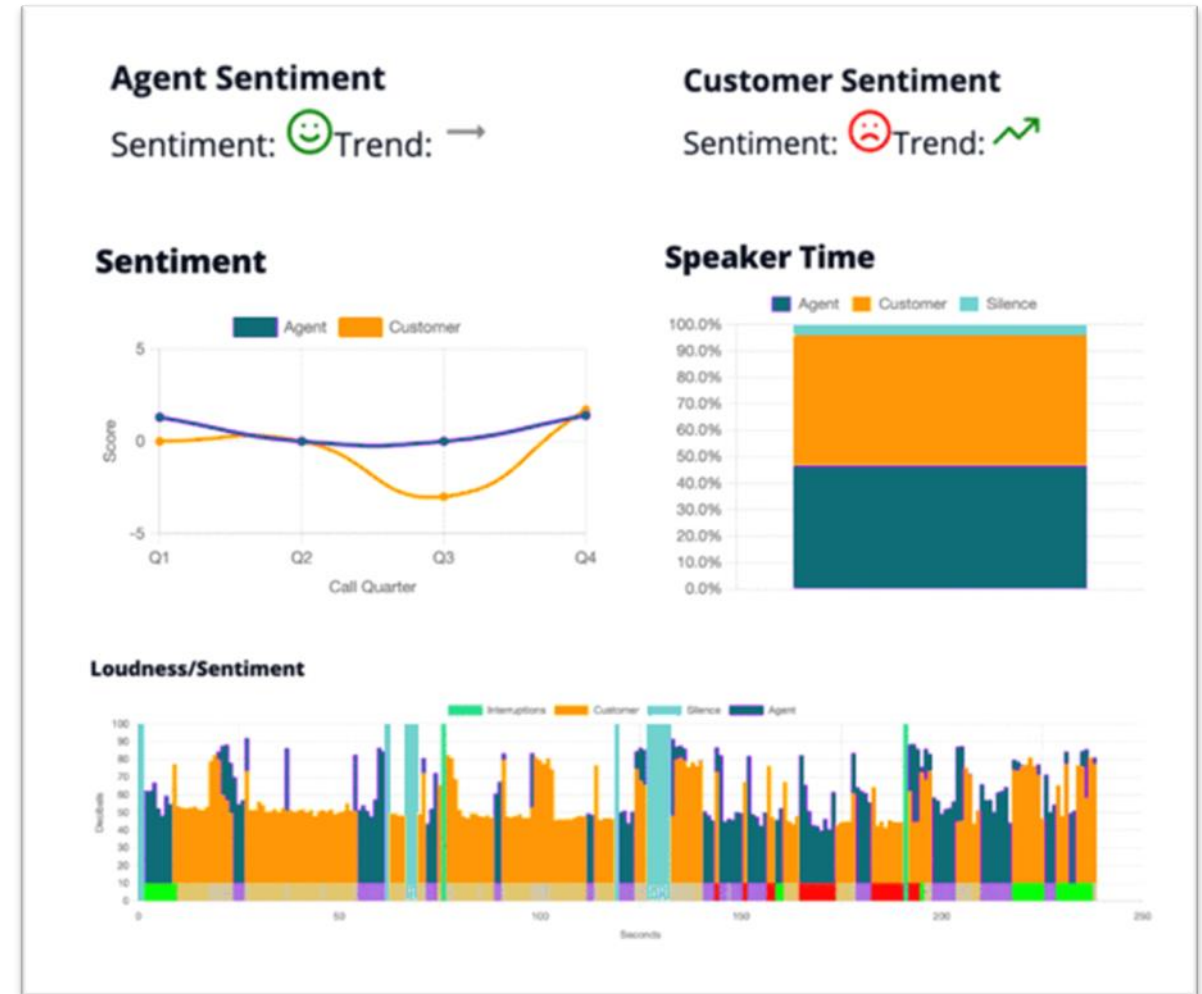 Agent Sentiment
Sentiment: Trend:
Customer Sentiment
Sentiment: Trend:
Sentiment
Agent Customer
5
0
-5
Score
Q1 Q2 Q3 Q4
Call Quarter
Speaker Time
Agent Customer Silence
100.0%
90.0%
80.0%
70.0%
60.0%
50.0%
40.0%
30.0%
20.0%
10.0%
0.0%
Loudness/Sentiment
Interruptions Customer Silence Agent
100
90
80
70
60
50
40
30
20
10
0
Decibels
0 50 100 150 200 250
Seconds